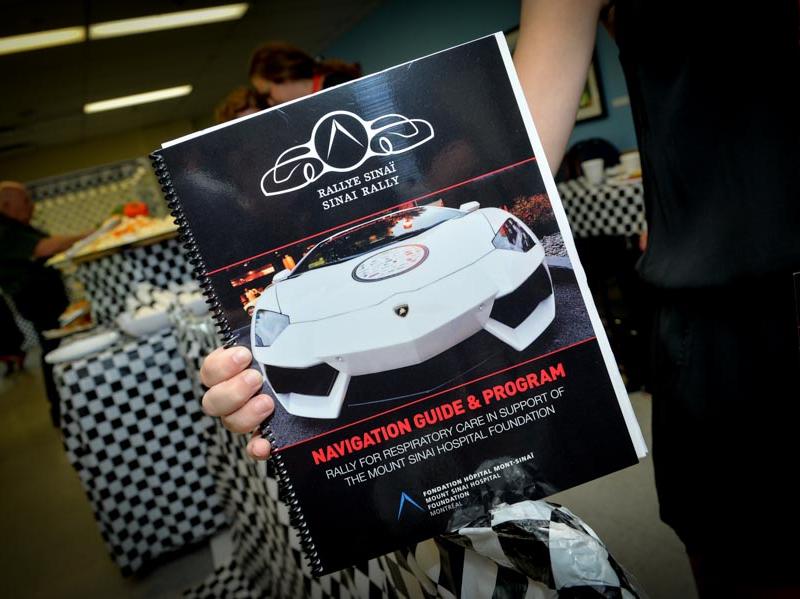 RALLYE SINAÏ
SINAI RALLY
NAVIGATION GUIDE & PROGRAM
RALLY FOR RESPIRATORY CARE IN SUPPORT OF
THE MOUNT SINAI HOSPITAL FOUNDATION
FONDATION HÔPITAL MONT-SINAÏ
MOUNT SINAI HOSPITAL
FOUNDATION
MONTRÉAL